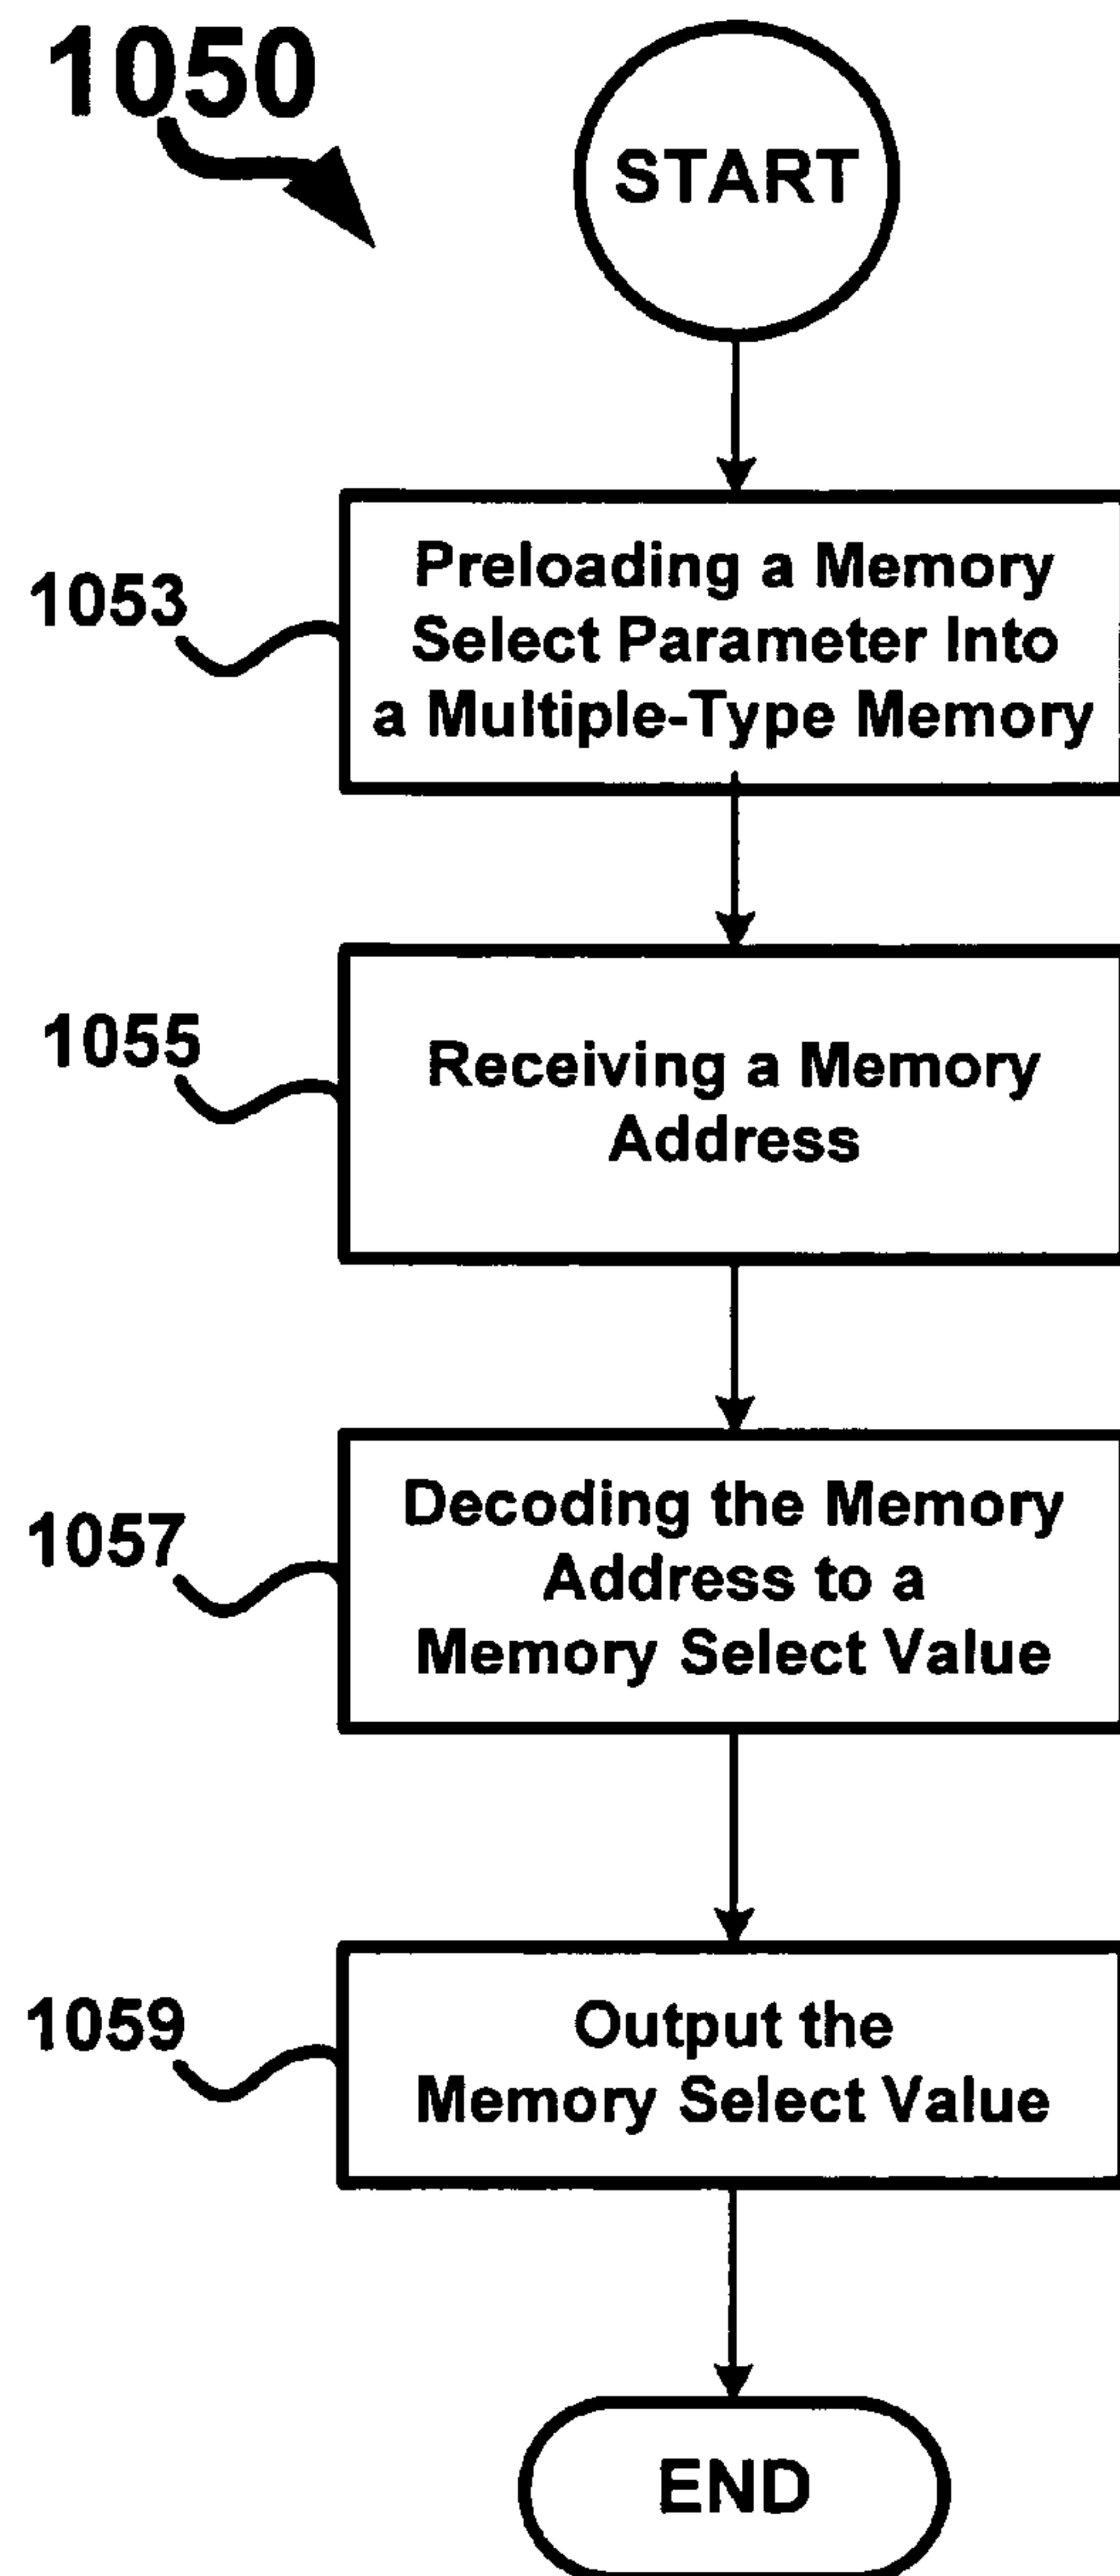 1050
START
1053
Preloading a Memory
Select Parameter Into
a Multiple-Type Memory
1055
Receiving a Memory
Address
1057
Decoding the Memory
Address to a
Memory Select Value
1059
Output the
Memory Select Value
END